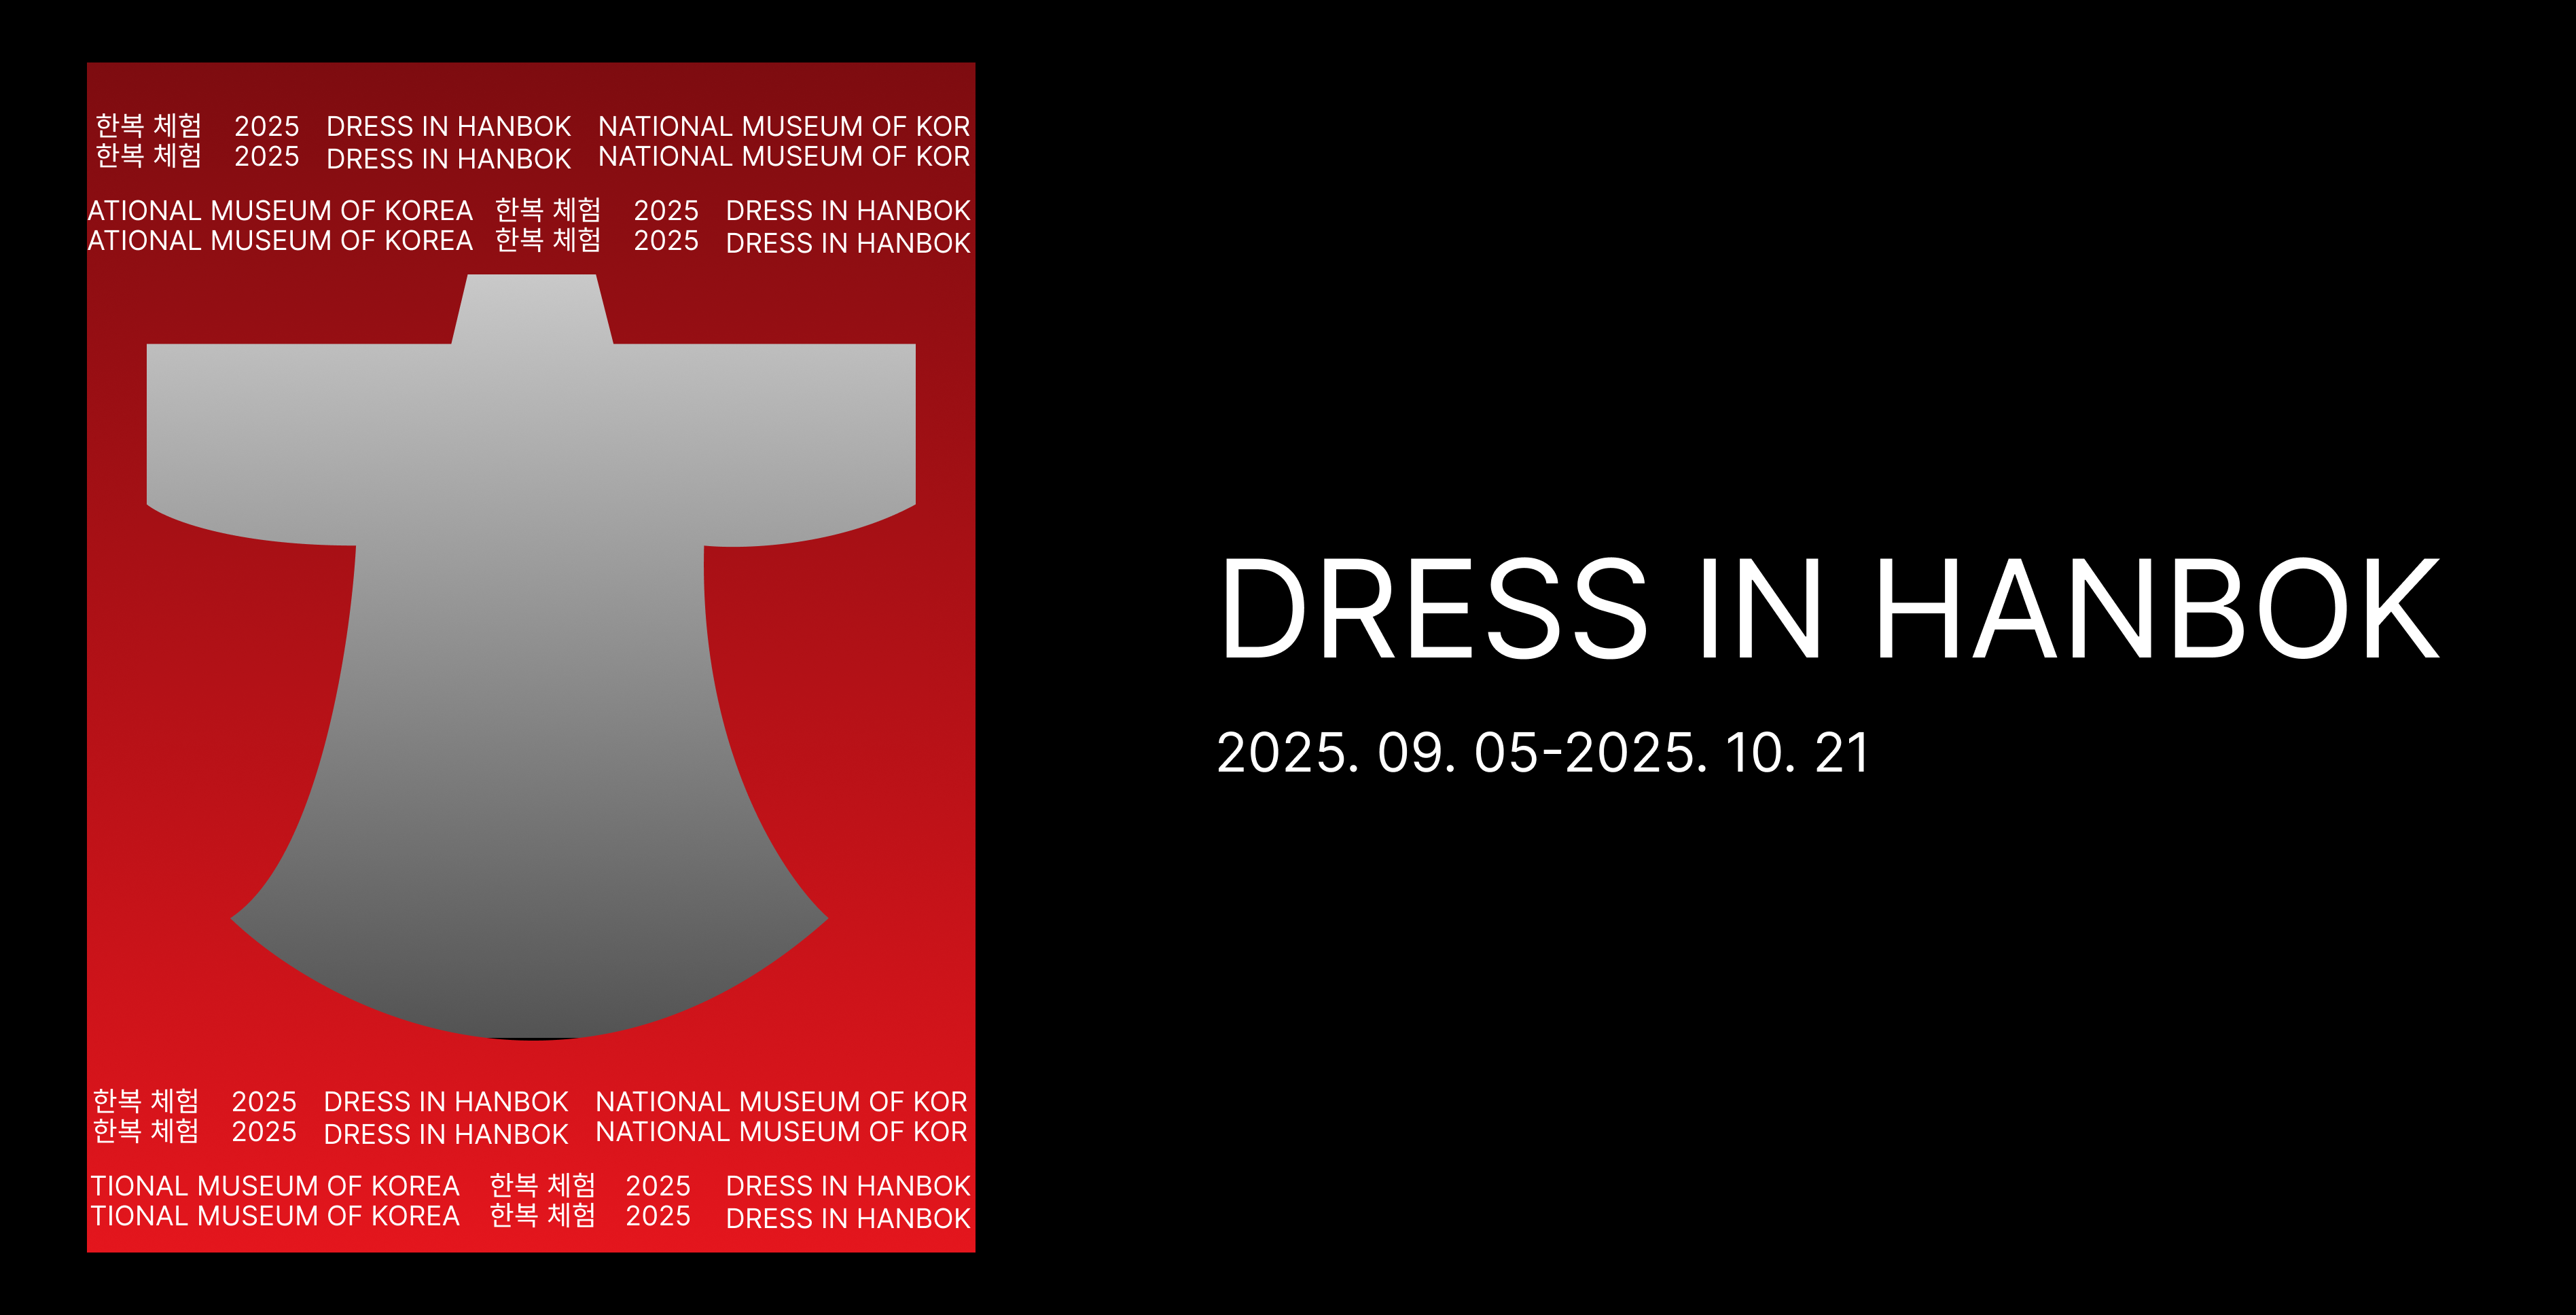 한복 체험 2025 DRESS IN HANBOK NATIONAL MUSEUM OF KOR
한복 체험 2025 DRESS IN HANBOK NATIONAL MUSEUM OF KOR
ATIONAL MUSEUM OF KOREA 한복 체험 2025 DRESS IN HANBOK
ATIONAL MUSEUM OF KOREA 한복 체험 2025 DRESS IN HANBOK
한복 체험 2025 DRESS IN HANBOK NATIONAL MUSEUM OF KOR
한복 체험 2025 DRESS IN HANBOK NATIONAL MUSEUM OF KOR
TIONAL MUSEUM OF KOREA 한복 체험 2025 DRESS IN HANBOK
TIONAL MUSEUM OF KOREA 한복 체험 2025 DRESS IN HANBOK
DRESS IN HANBOK
2025. 09. 05-2025. 10. 21